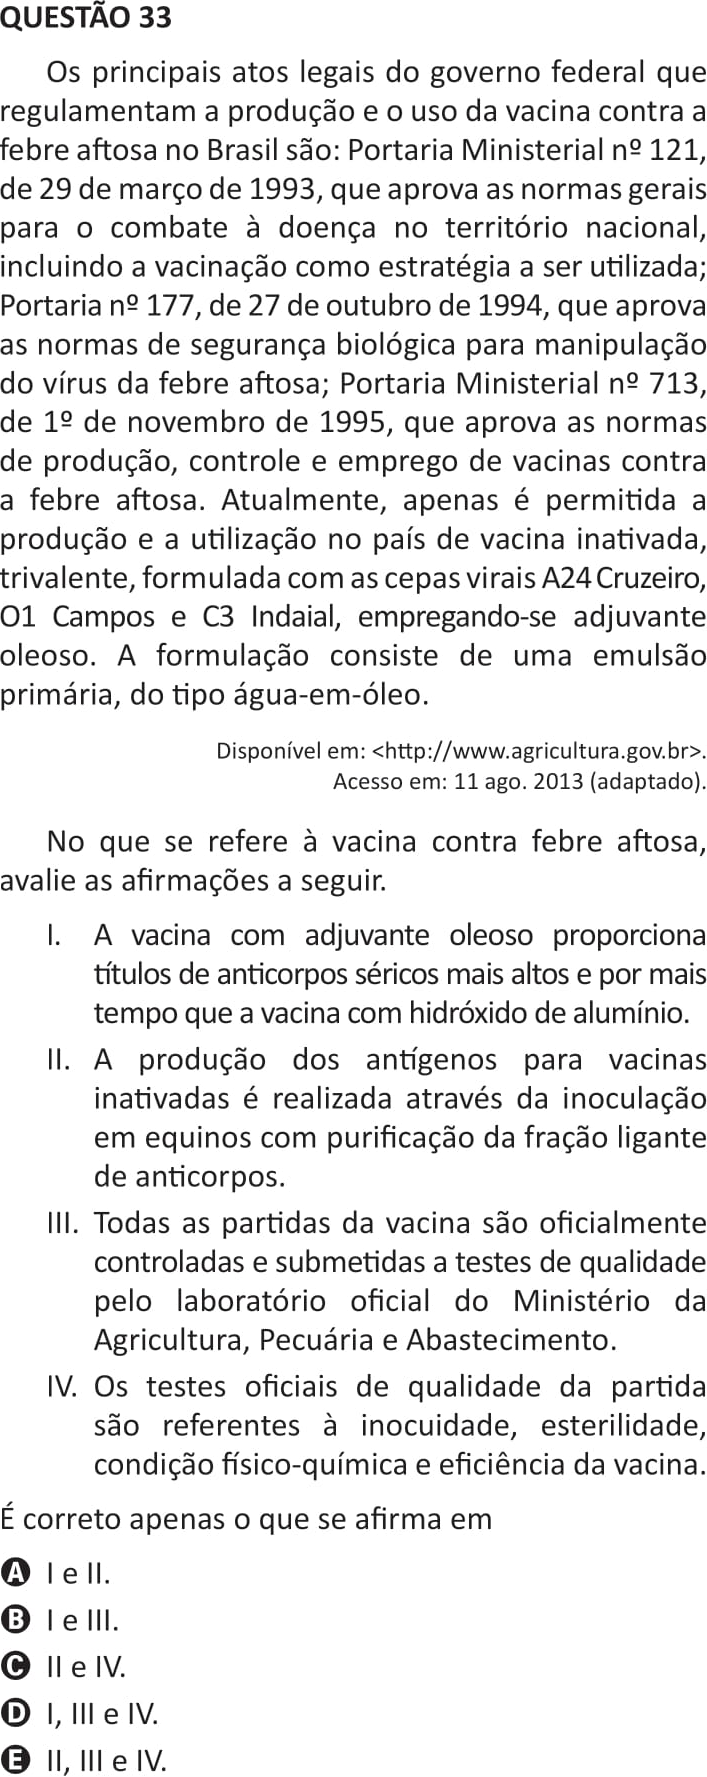 QUESTÃO 33
Os principais atos legais do governo federal que
regulamentam a produção e o uso da vacina contra a
febre aftosa no Brasil são: Portaria Ministerial nº 121,
de 29 de março de 1993, que aprova as normas gerais
para o combate à doença no território nacional,
incluindo a vacinação como estratégia a ser utilizada;
Portaria nº 177, de 27 de outubro de 1994, que aprova
as normas de segurança biológica para manipulação
do vírus da febre aftosa; Portaria Ministerial nº 713,
de 1º de novembro de 1995, que aprova as normas
de produção, controle e emprego de vacinas contra
a febre aftosa. Atualmente, apenas é permitida a
produção e a utilização no país de vacina inativada,
trivalente, formulada com as cepas virais A24 Cruzeiro,
O1 Campos e C3 Indaial, empregando-se adjuvante
oleoso. A formulação consiste de uma emulsão
primária, do tipo água-em-óleo.
Disponível em: <http://www.agricultura.gov.br>.
Acesso em: 11 ago. 2013 (adaptado).
No que se refere à vacina contra febre aftosa,
avalie as afirmações a seguir.
I. A vacina com adjuvante oleoso proporciona
títulos de anticorpos séricos mais altos e por mais
tempo que a vacina com hidróxido de alumínio.
II. A produção dos antígenos para vacinas
inativadas é realizada através da inoculação
em equinos com purificação da fração ligante
de anticorpos.
III. Todas as partidas da vacina são oficialmente
controladas e submetidas a testes de qualidade
pelo laboratório oficial do Ministério da
Agricultura, Pecuária e Abastecimento.
IV. Os testes oficiais de qualidade da partida
são referentes à inocuidade, esterilidade,
condição físico-química e eficiência da vacina.
É correto apenas o que se afirma em
A I e II.
B I e III.
C II e IV.
D I, III e IV.
E II, III e IV.